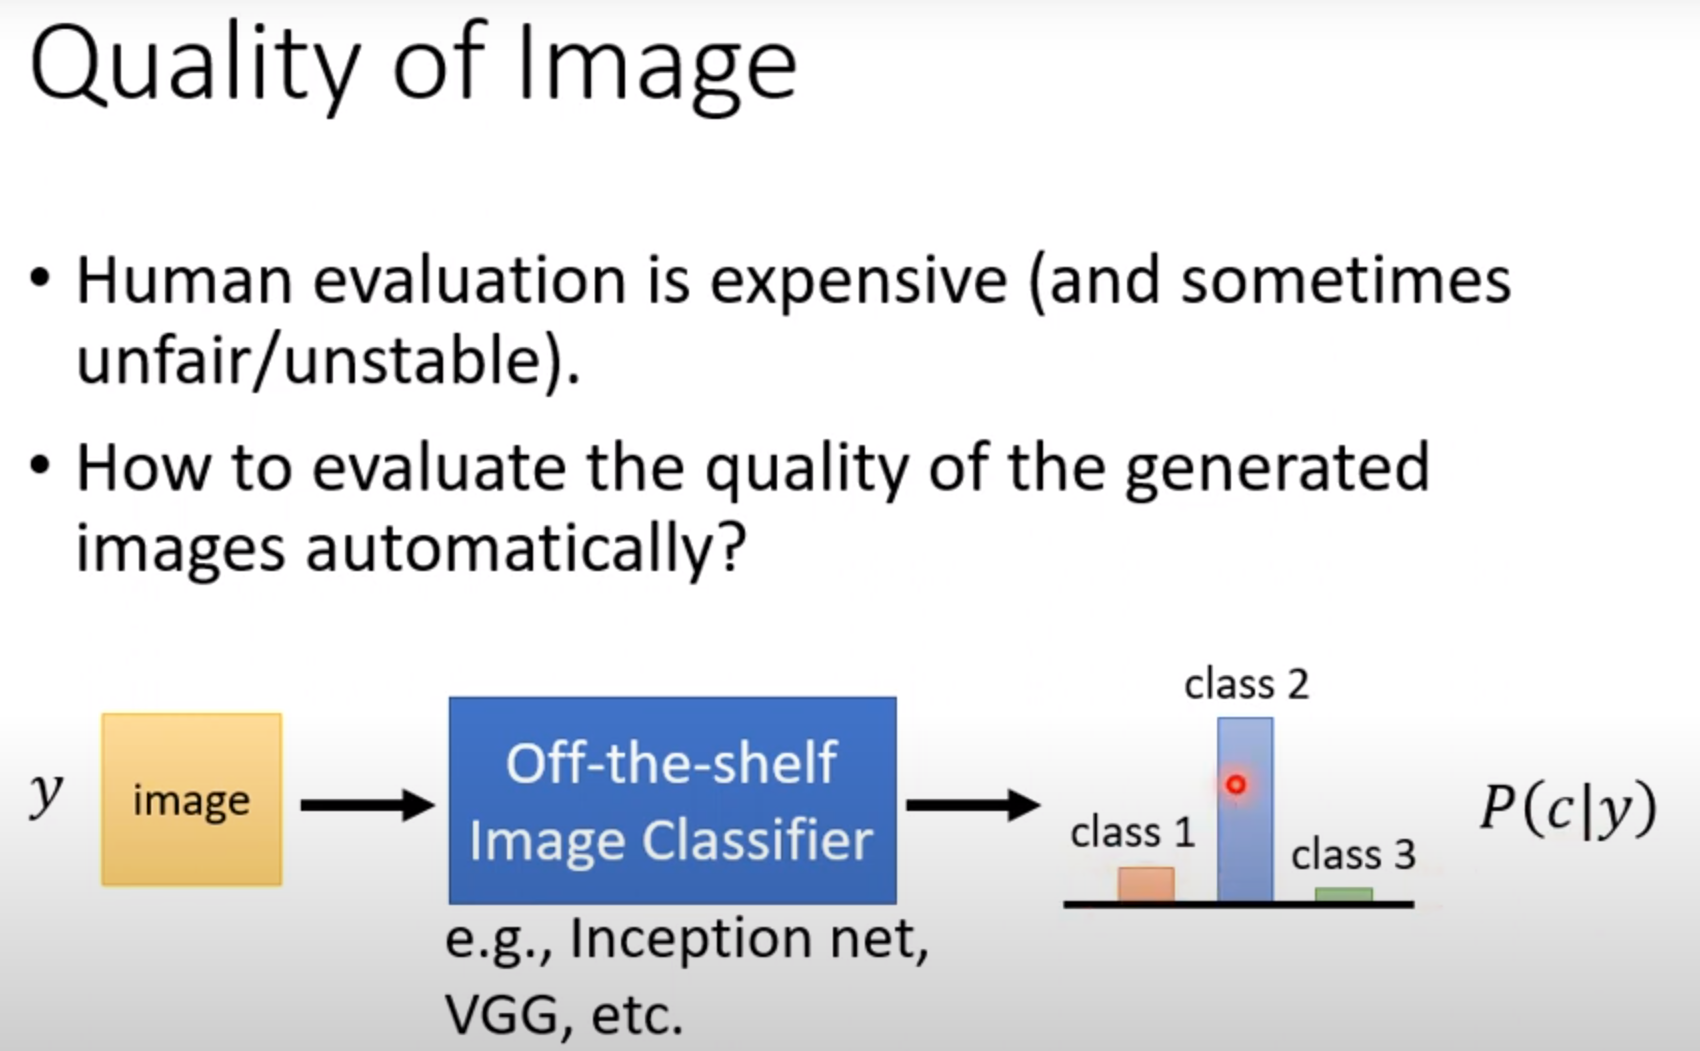 Quality of Image
• Human evaluation is expensive (and sometimes
unfair/unstable).
• How to evaluate the quality of the generated
images automatically?
y
image
Off-the-shelf
Image Classifier
e.g., Inception net,
VGG, etc.
class 1
class 2
class 3
P(c|y)